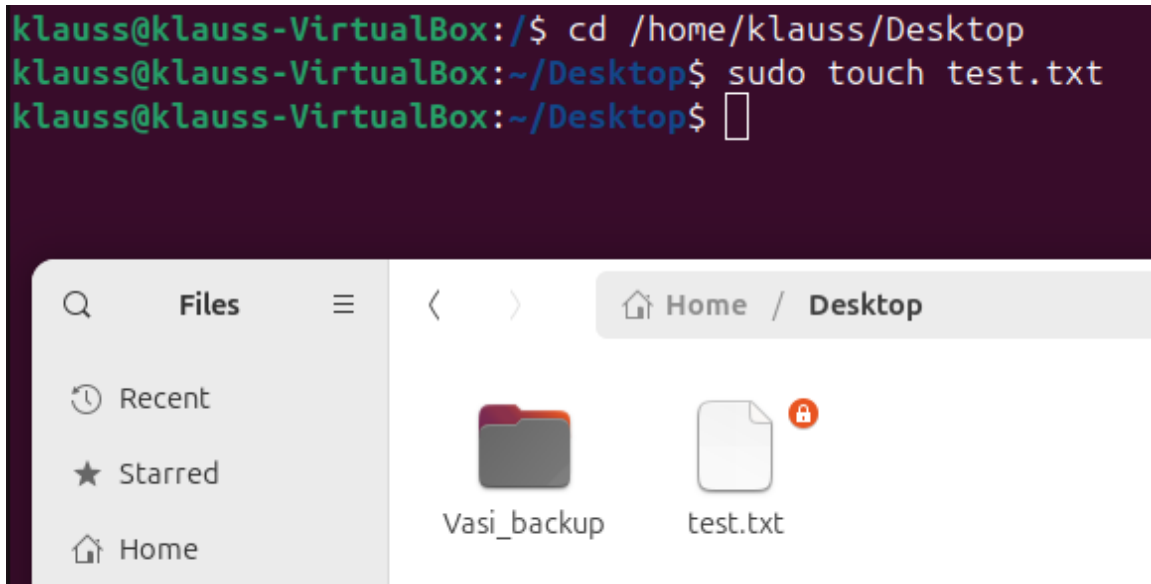 klauss@klauss-VirtualBox:/$ cd /home/klauss/Desktop
klauss@klauss-VirtualBox:~/Desktop$ sudo touch test.txt
klauss@klauss-VirtualBox:~/Desktop$
Files
Home / Desktop
Recent
Starred
Home
Vasi_backup
test.txt